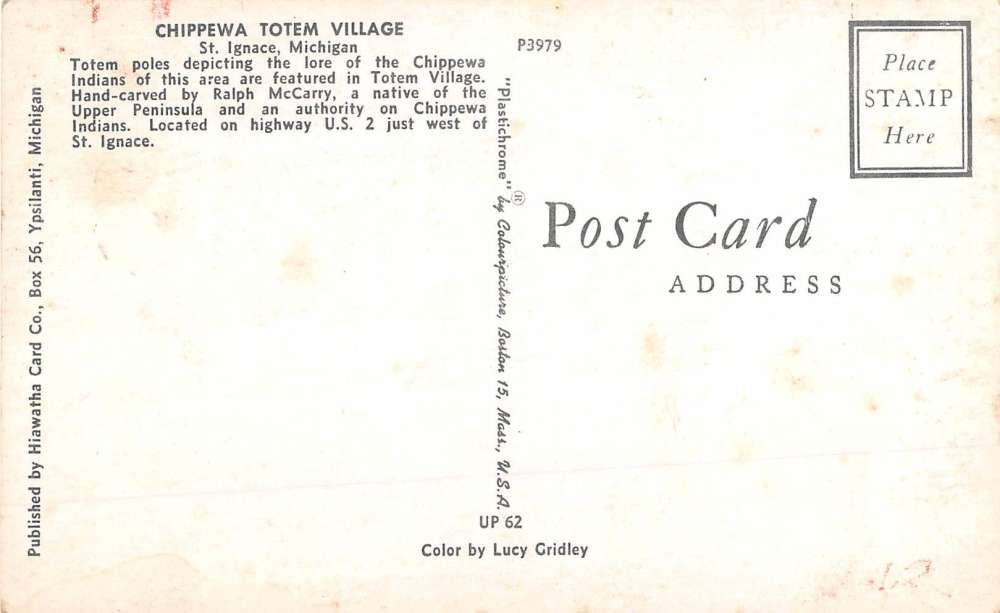 CHIPPEWA TOTEM VILLAGE
St. Ignace, Michigan
Totem poles depicting the lore of the Chippewa
Indians of this area are featured in Totem Village.
Hand-carved by Ralph McCarry, a native of the
Upper Peninsula and an authority on Chippewa
Indians. Located on highway U.S. 2 just west of
St. Ignace.
Published by Hiawatha Card Co., Box 56, Ypsilanti, Michigan
P3979
"Plastichrome" ® by Colourpicture, Boston 15, Mass., U.S.A.
UP 62
Color by Lucy Gridley
Place
STAMP
Here
Post Card
ADDRESS